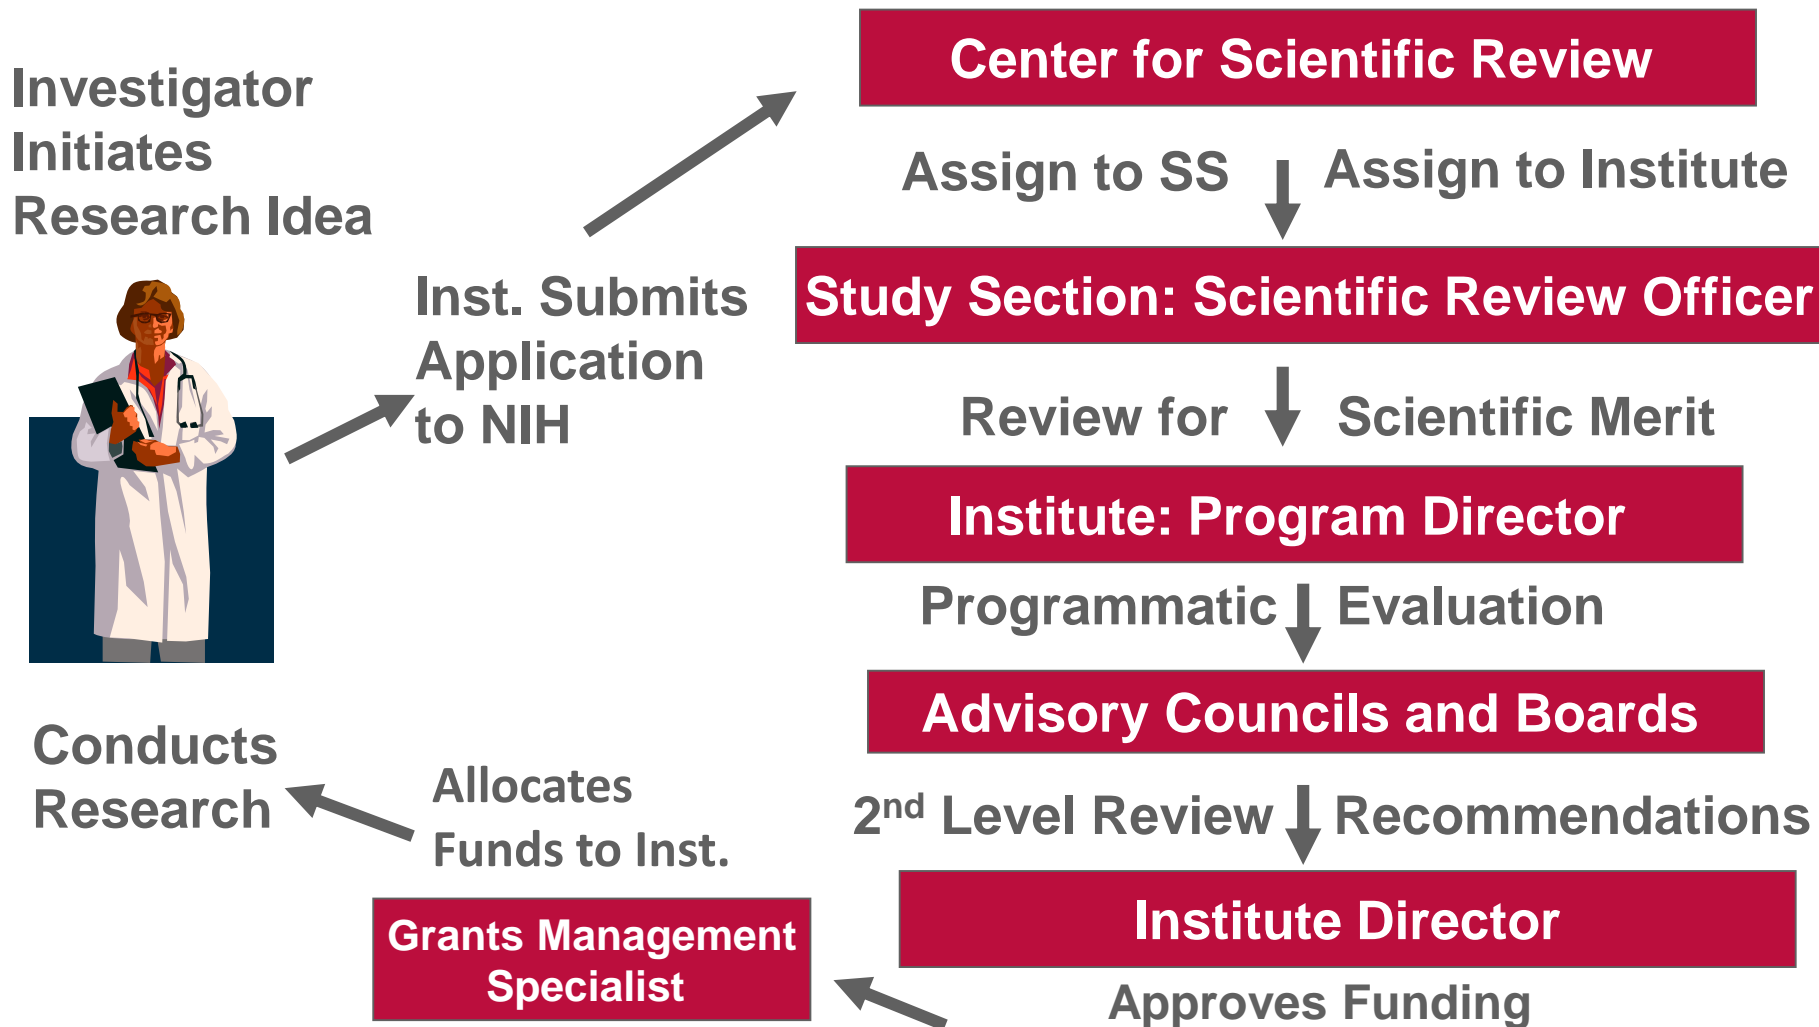 Investigator
Initiates
Research Idea
Inst. Submits
Application
to NIH
Center for Scientific Review
Assign to SS Assign to Institute
Study Section: Scientific Review Officer
Review for Scientific Merit
Institute: Program Director
Programmatic Evaluation
Advisory Councils and Boards
2nd Level Review Recommendations
Institute Director
Approves Funding
Grants Management
Specialist
Allocates
Funds to Inst.
Conducts
Research